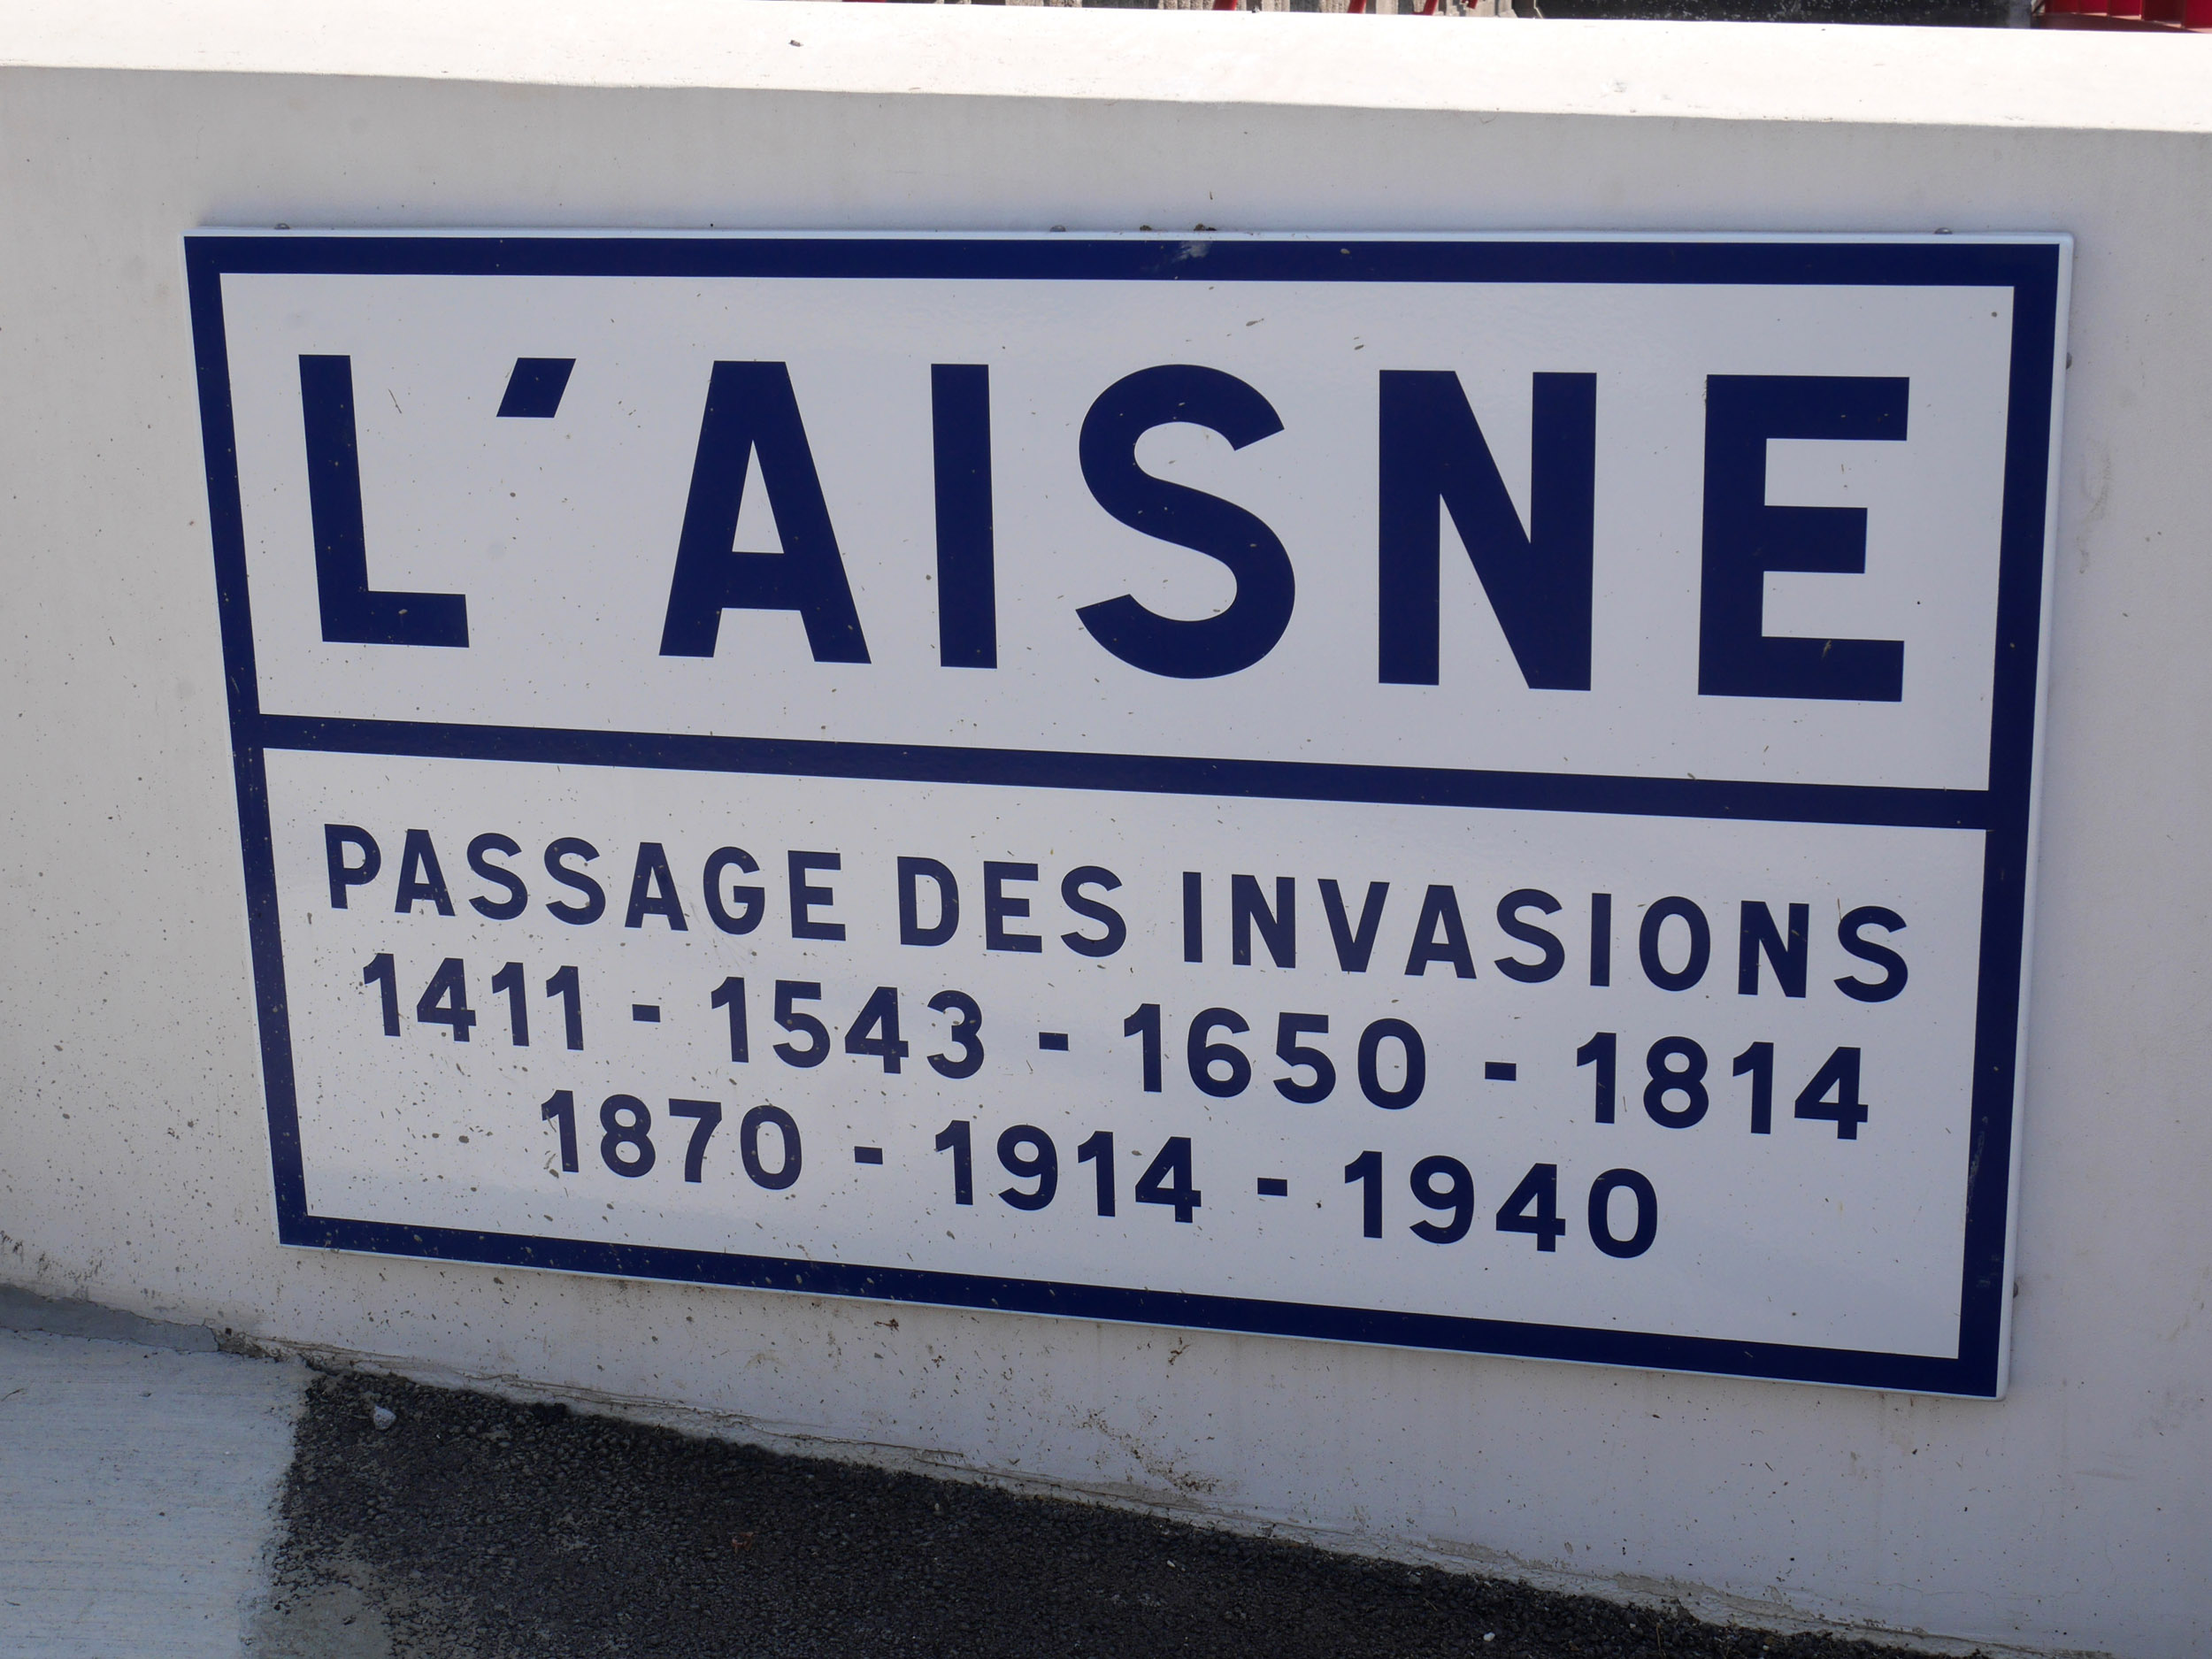 L'AISNE
PASSAGE DES INVASIONS
1411 - 1543 - 1650 - 1814
1870 - 1914 - 1940